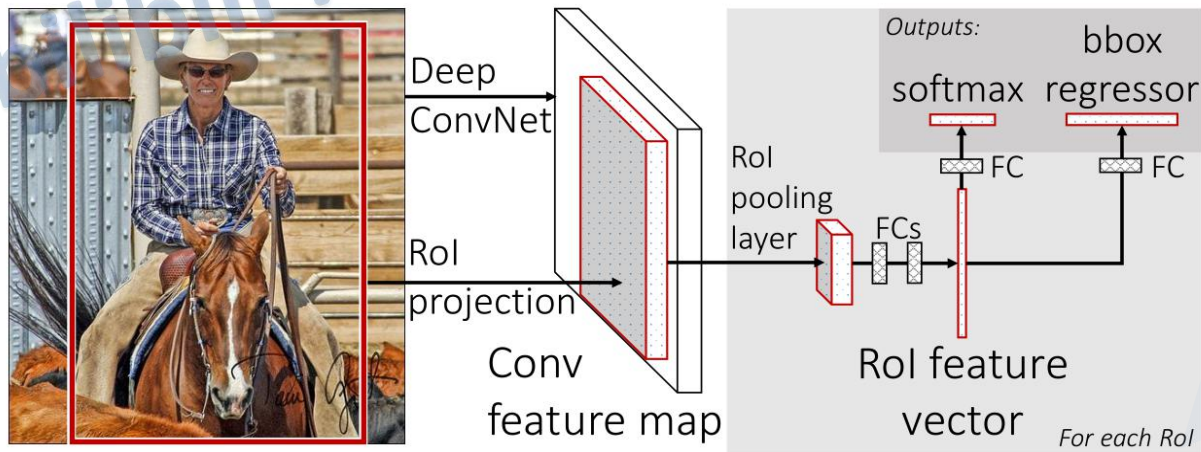 Deep
ConvNet
RoI
projection
Conv
feature map
RoI
pooling
layer
FCs
RoI feature
vector
Outputs:
softmax
bbox
regressor
FC
FC
For each RoI